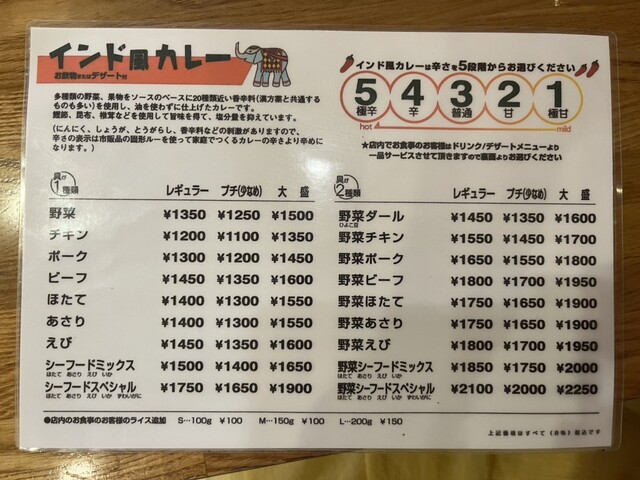 インド風カレー
お飲物またはデザート付
多種類の野菜、果物をソースのベースに20種類近い香辛料(漢方薬と共通する
ものも多い)を使用し、油を使わずに仕上げたカレーです。
鰹節、昆布、椎茸などを使用して旨味を得て、塩分量を抑えています。
(にんにく、しょうが、とうがらし、香辛料などの刺激がありますので、
辛さの表示は市販品の固形ルーを使って家庭でつくるカレーの辛さより辛めに
なります。)
インド風カレーは辛さを5段階からお選びください
5 極辛 4 辛 3 普通 2 甘 1 極甘
hot mild
★店内でお食事のお客様はドリンク/デザートメニューより
一品サービスさせて頂きますので裏面よりお選びください
具が1種類 レギュラー プチ(少なめ) 大 盛
野菜 ¥1350 ¥1250 ¥1500
チキン ¥1200 ¥1100 ¥1350
ポーク ¥1300 ¥1200 ¥1450
ビーフ ¥1450 ¥1350 ¥1600
ほたて ¥1400 ¥1300 ¥1550
あさり ¥1400 ¥1300 ¥1550
えび ¥1450 ¥1350 ¥1600
シーフードミックス ¥1500 ¥1400 ¥1650
ほたて あさり えび いか
シーフードスペシャル ¥1750 ¥1650 ¥1900
ほたて あさり えび いか ずわいがに
具が2種類 レギュラー プチ(少なめ) 大 盛
野菜ダール ¥1450 ¥1350 ¥1600
ひよこ豆
野菜チキン ¥1550 ¥1450 ¥1700
野菜ポーク ¥1650 ¥1550 ¥1800
野菜ビーフ ¥1800 ¥1700 ¥1950
野菜ほたて ¥1750 ¥1650 ¥1900
野菜あさり ¥1750 ¥1650 ¥1900
野菜えび ¥1800 ¥1700 ¥1950
野菜シーフードミックス ¥1850 ¥1750 ¥2000
ほたて あさり えび いか
野菜シーフードスペシャル ¥2100 ¥2000 ¥2250
ほたて あさり えび いか ずわいがに
●店内のお食事のお客様のライス追加 S…100g ¥100 M…150g ¥100 L…200g ¥150
上記価格はすべて(各種)税込です